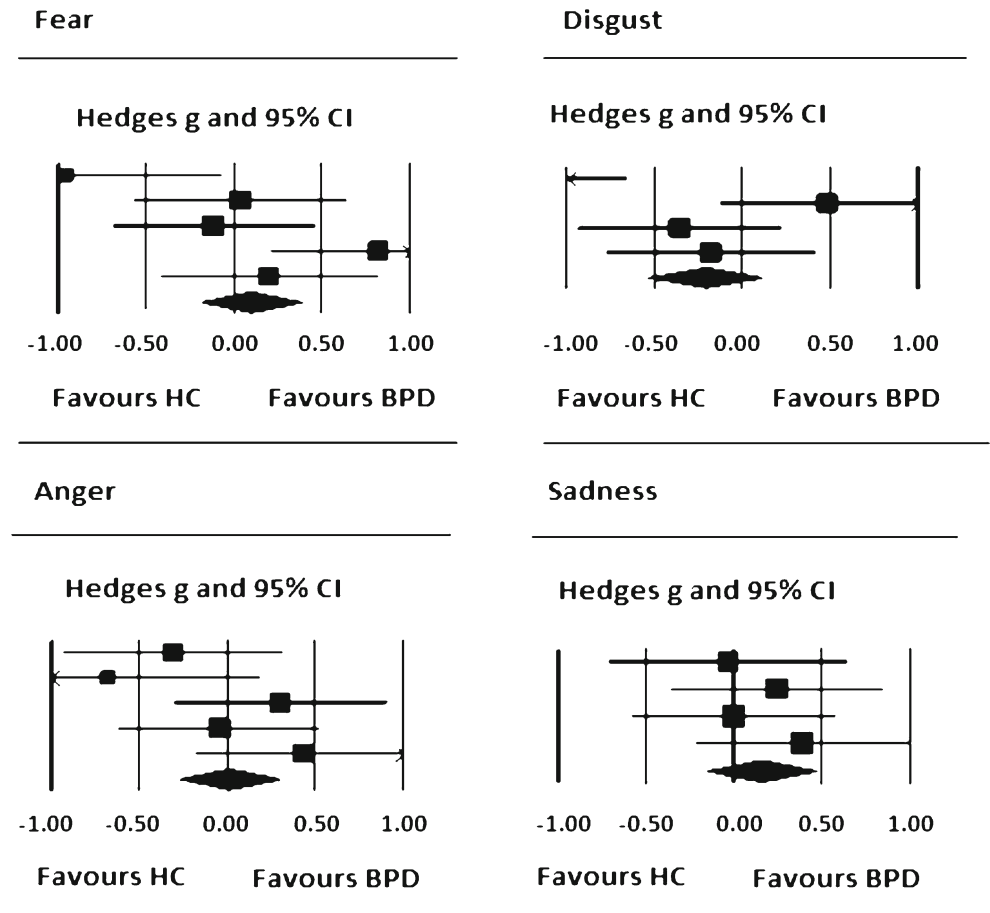 Fear
Hedges g and 95% CI
-1.00 -0.50 0.00 0.50 1.00
Favours HC Favours BPD
Disgust
Hedges g and 95% CI
-1.00 -0.50 0.00 0.50 1.00
Favours HC Favours BPD
Anger
Hedges g and 95% CI
-1.00 -0.50 0.00 0.50 1.00
Favours HC Favours BPD
Sadness
Hedges g and 95% CI
-1.00 -0.50 0.00 0.50 1.00
Favours HC Favours BPD